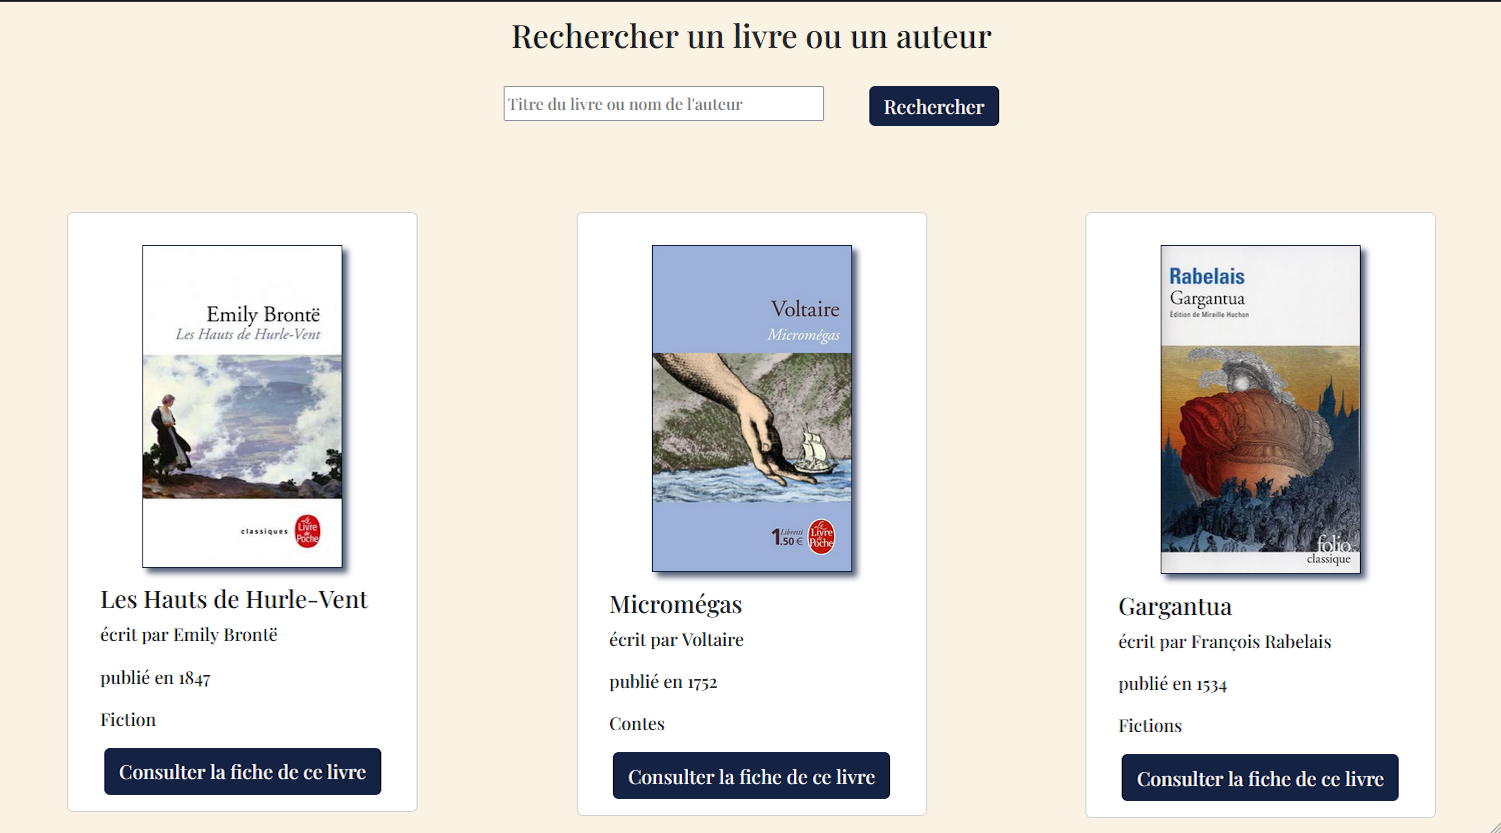 Rechercher un livre ou un auteur
Titre du livre ou nom de l'auteur
Rechercher
Emily Brontë
Les Hauts de Hurle-Vent
classiques
Le Livre de Poche
Les Hauts de Hurle-Vent
écrit par Emily Brontë
publié en 1847
Fiction
Consulter la fiche de ce livre
Voltaire
Micromégas
Libretti
1.50 €
Le Livre de Poche
Micromégas
écrit par Voltaire
publié en 1752
Contes
Consulter la fiche de ce livre
Rabelais
Gargantua
Édition de Mireille Huchon
folio
classique
Gargantua
écrit par François Rabelais
publié en 1534
Fictions
Consulter la fiche de ce livre